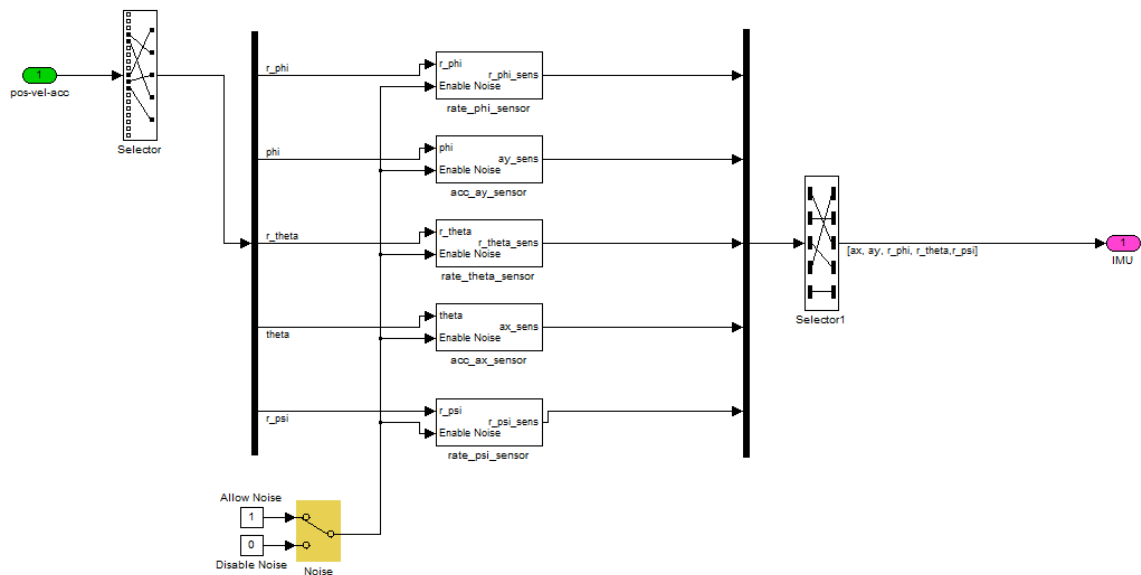 1
pos-vel-acc
Selector
r_phi
r_phi
r_phi_sens
Enable Noise
rate_phi_sensor
phi
phi
ay_sens
Enable Noise
acc_ay_sensor
r_theta
r_theta
r_theta_sens
Enable Noise
rate_theta_sensor
theta
theta
ax_sens
Enable Noise
acc_ax_sensor
r_psi
r_psi
r_psi_sens
Enable Noise
rate_psi_sensor
Selector1
[ax, ay, r_phi, r_theta,r_psi]
1
IMU
Allow Noise
1
0
Disable Noise
Noise